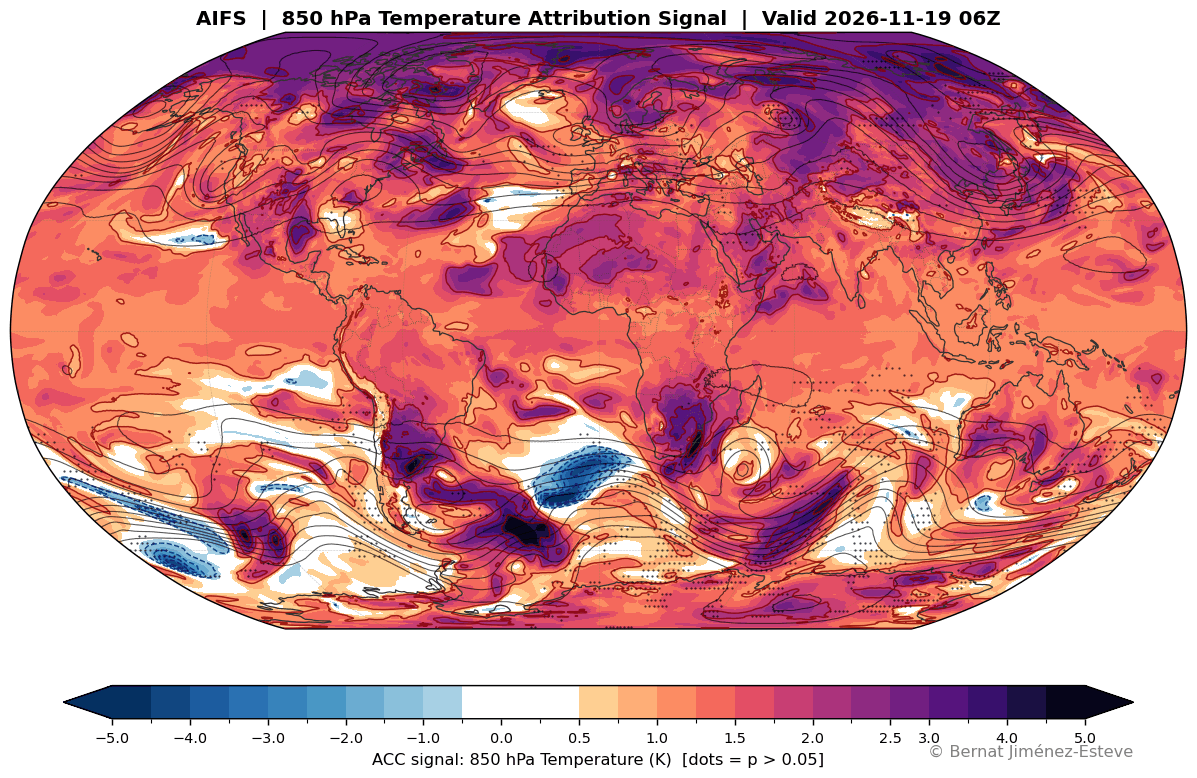 AIFS | 850 hPa Temperature Attribution Signal | Valid 2026-11-19 06Z
−5.0 −4.0 −3.0 −2.0 −1.0 0.0 0.5 1.0 1.5 2.0 2.5 3.0 4.0 5.0
© Bernat Jiménez-Esteve
ACC signal: 850 hPa Temperature (K) [dots = p > 0.05]